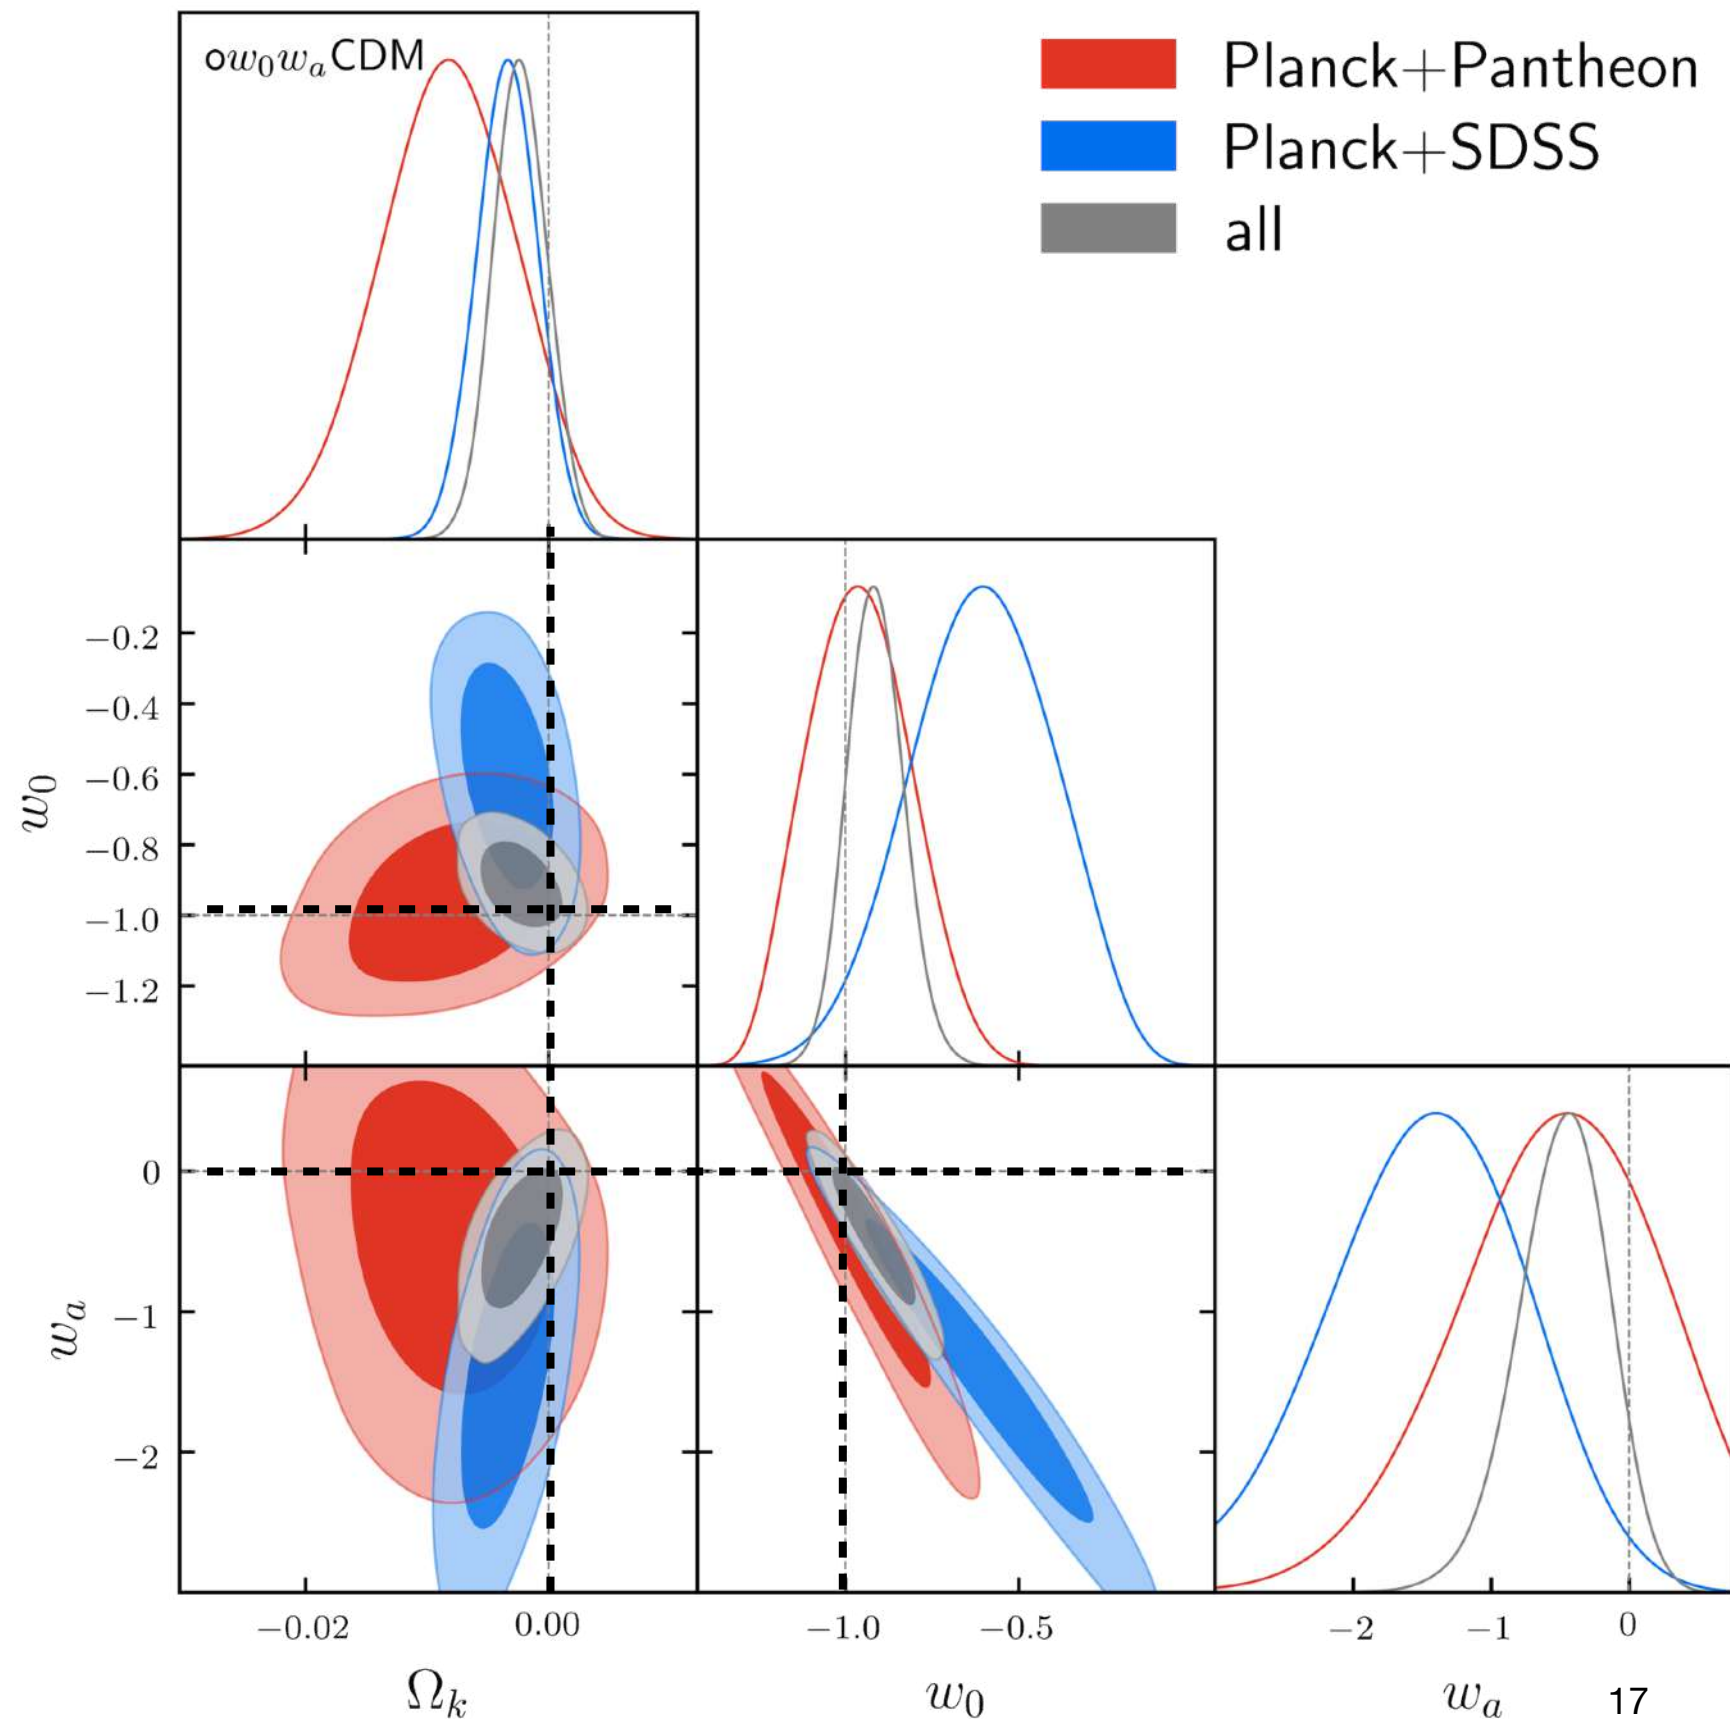 ow₀wₐCDM
Planck+Pantheon
Planck+SDSS
all
w₀
−0.2
−0.4
−0.6
−0.8
−1.0
−1.2
wₐ
0
−1
−2
−0.02 0.00 −1.0 −0.5 −2 −1 0
Ωₖ w₀ wₐ 17